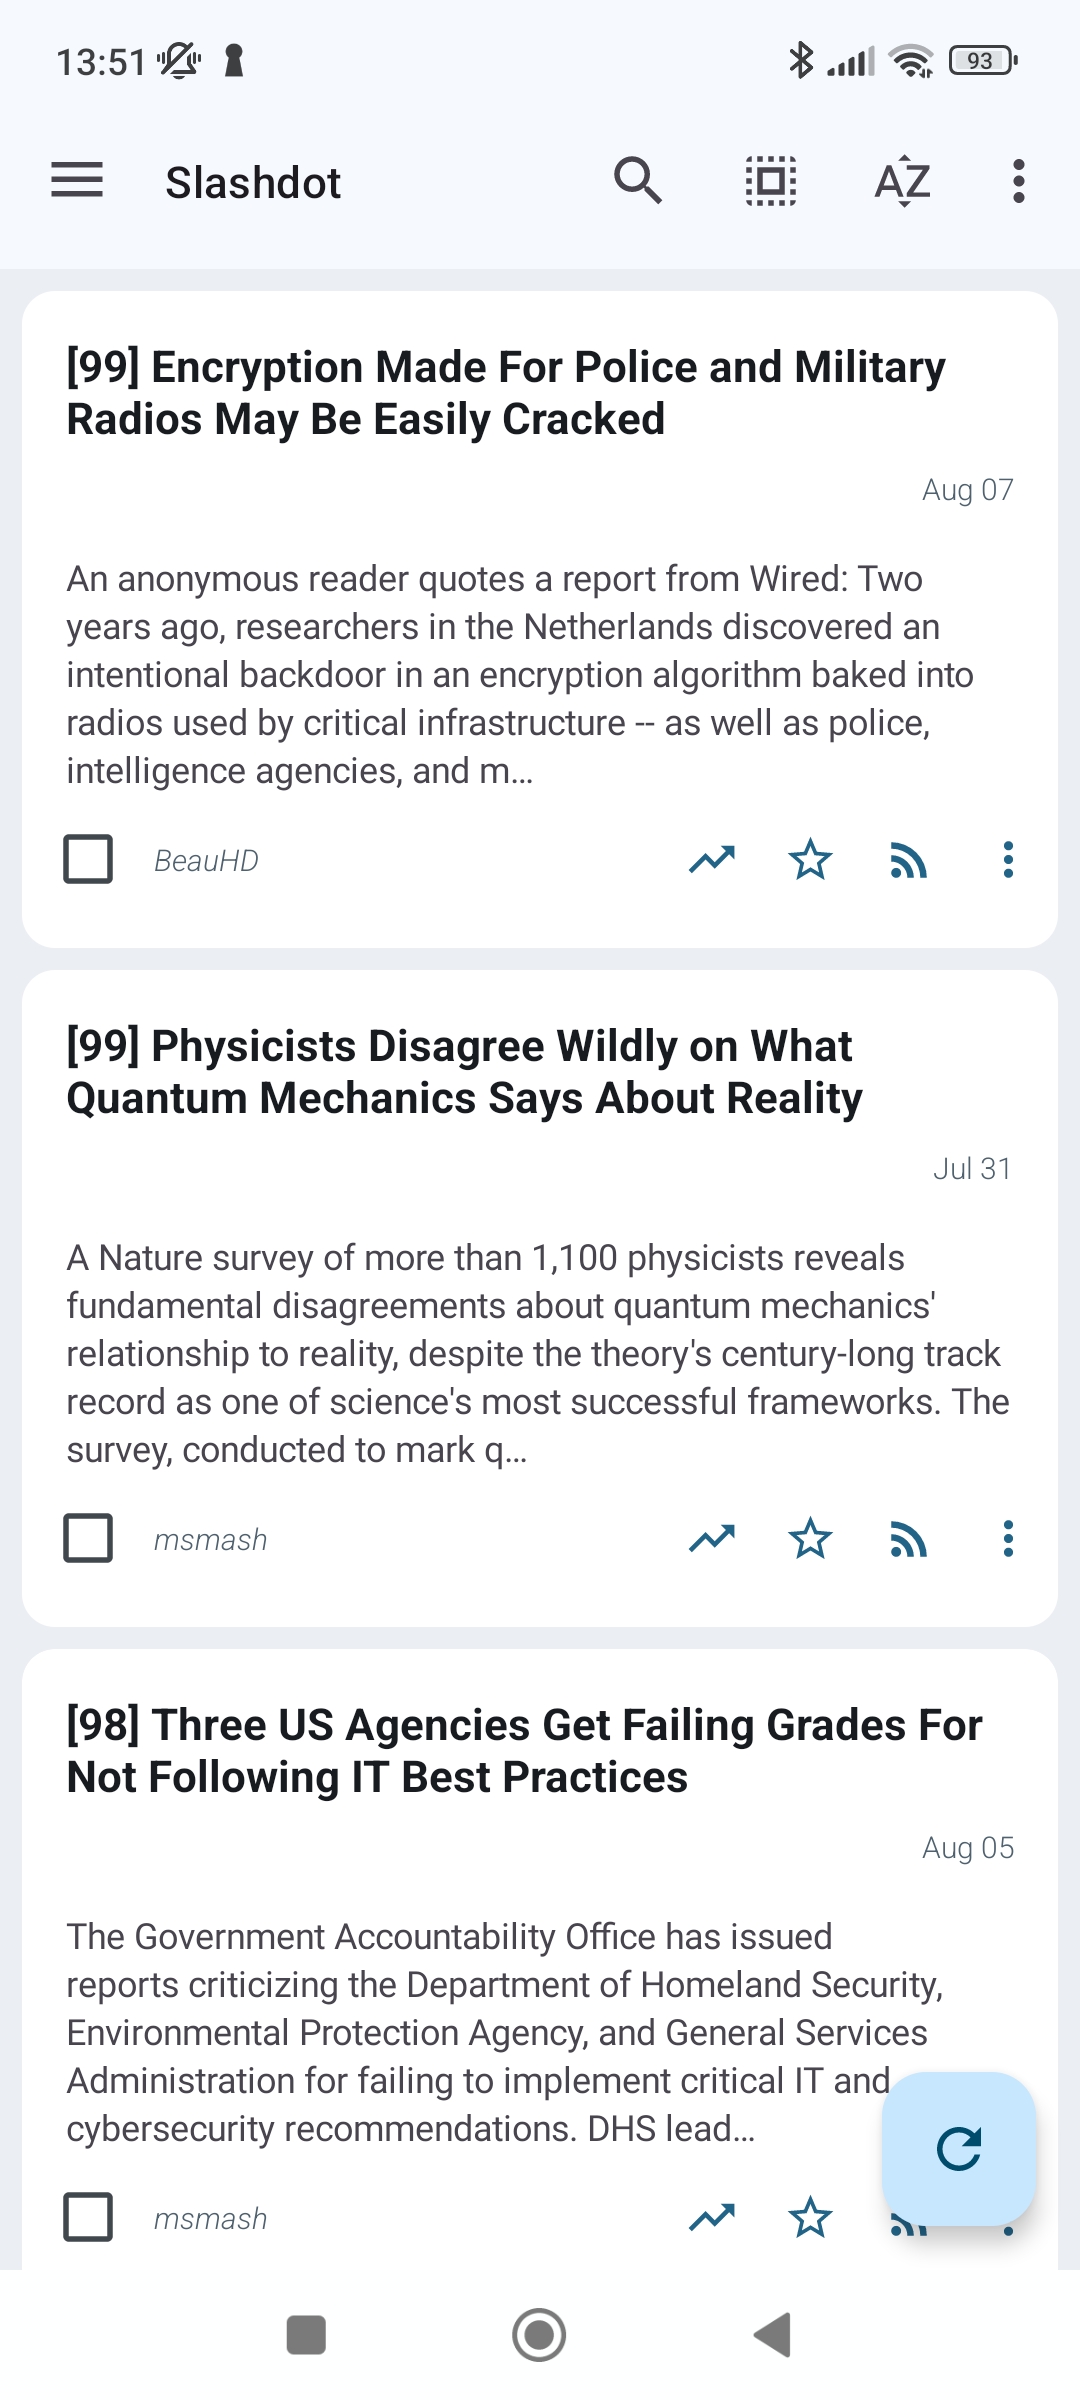 13:51
93
Slashdot
AZ
[99] Encryption Made For Police and Military
Radios May Be Easily Cracked
Aug 07
An anonymous reader quotes a report from Wired: Two
years ago, researchers in the Netherlands discovered an
intentional backdoor in an encryption algorithm baked into
radios used by critical infrastructure -- as well as police,
intelligence agencies, and m...
BeauHD
[99] Physicists Disagree Wildly on What
Quantum Mechanics Says About Reality
Jul 31
A Nature survey of more than 1,100 physicists reveals
fundamental disagreements about quantum mechanics'
relationship to reality, despite the theory's century-long track
record as one of science's most successful frameworks. The
survey, conducted to mark q...
msmash
[98] Three US Agencies Get Failing Grades For
Not Following IT Best Practices
Aug 05
The Government Accountability Office has issued
reports criticizing the Department of Homeland Security,
Environmental Protection Agency, and General Services
Administration for failing to implement critical IT and
cybersecurity recommendations. DHS lead...
msmash